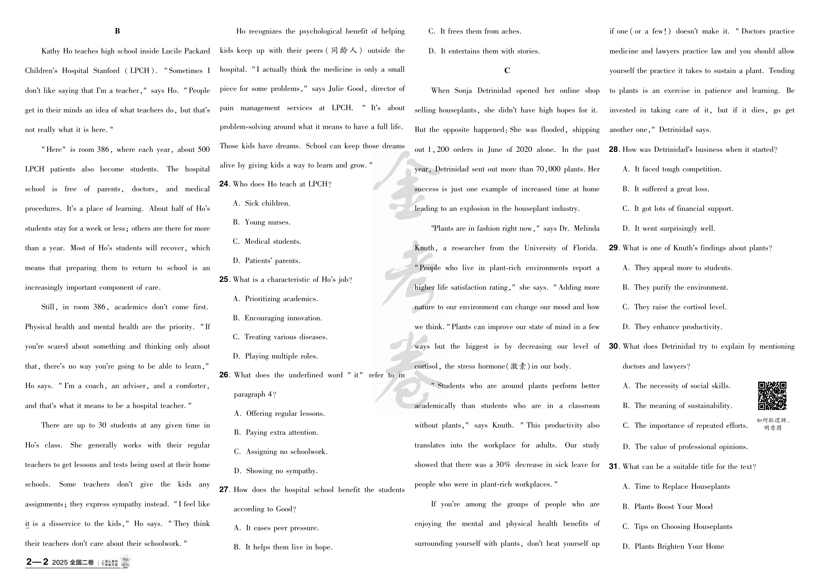 B
Kathy Ho teaches high school inside Lucile Packard
Children's Hospital Stanford (LPCH). "Sometimes I
don't like saying that I'm a teacher," says Ho. "People
get in their minds an idea of what teachers do, but that's
not really what it is here."
"Here" is room 386, where each year, about 500
LPCH patients also become students. The hospital
school is free of parents, doctors, and medical
procedures. It's a place of learning. About half of Ho's
students stay for a week or less; others are there for more
than a year. Most of Ho's students will recover, which
means that preparing them to return to school is an
increasingly important component of care.
Still, in room 386, academics don't come first.
Physical health and mental health are the priority. "If
you're scared about something and thinking only about
that, there's no way you're going to be able to learn,"
Ho says. "I'm a coach, an adviser, and a comforter,
and that's what it means to be a hospital teacher."
There are up to 30 students at any given time in
Ho's class. She generally works with their regular
teachers to get lessons and tests being used at their home
schools. Some teachers don't give the kids any
assignments; they express sympathy instead. "I feel like
it is a disservice to the kids," Ho says. "They think
their teachers don't care about their schoolwork."
Ho recognizes the psychological benefit of helping
kids keep up with their peers(同龄人) outside the
hospital. "I actually think the medicine is only a small
piece for some problems," says Julie Good, director of
pain management services at LPCH. "It's about
problem-solving around what it means to have a full life.
Those kids have dreams. School can keep those dreams
alive by giving kids a way to learn and grow."
24. Who does Ho teach at LPCH?
A. Sick children.
B. Young nurses.
C. Medical students.
D. Patients' parents.
25. What is a characteristic of Ho's job?
A. Prioritizing academics.
B. Encouraging innovation.
C. Treating various diseases.
D. Playing multiple roles.
26. What does the underlined word "it" refer to in
paragraph 4?
A. Offering regular lessons.
B. Paying extra attention.
C. Assigning no schoolwork.
D. Showing no sympathy.
27. How does the hospital school benefit the students
according to Good?
A. It eases peer pressure.
B. It helps them live in hope.
C. It frees them from aches.
D. It entertains them with stories.
C
When Sonja Detrinidad opened her online shop
selling houseplants, she didn't have high hopes for it.
But the opposite happened: She was flooded, shipping
out 1,200 orders in June of 2020 alone. In the past
year, Detrinidad sent out more than 70,000 plants. Her
success is just one example of increased time at home
leading to an explosion in the houseplant industry.
"Plants are in fashion right now," says Dr. Melinda
Knuth, a researcher from the University of Florida.
"People who live in plant-rich environments report a
higher life satisfaction rating," she says. "Adding more
nature to our environment can change our mood and how
we think. "Plants can improve our state of mind in a few
ways but the biggest is by decreasing our level of
cortisol, the stress hormone(激素)in our body.
"Students who are around plants perform better
academically than students who are in a classroom
without plants," says Knuth. "This productivity also
translates into the workplace for adults. Our study
showed that there was a 30% decrease in sick leave for
people who were in plant-rich workplaces."
If you're among the groups of people who are
enjoying the mental and physical health benefits of
surrounding yourself with plants, don't beat yourself up
if one(or a few!) doesn't make it. "Doctors practice
medicine and lawyers practice law and you should allow
yourself the practice it takes to sustain a plant. Tending
to plants is an exercise in patience and learning. Be
invested in taking care of it, but if it dies, go get
another one," Detrinidad says.
28. How was Detrinidad's business when it started?
A. It faced tough competition.
B. It suffered a great loss.
C. It got lots of financial support.
D. It went surprisingly well.
29. What is one of Knuth's findings about plants?
A. They appeal more to students.
B. They purify the environment.
C. They raise the cortisol level.
D. They enhance productivity.
30. What does Detrinidad try to explain by mentioning
doctors and lawyers?
A. The necessity of social skills.
B. The meaning of sustainability.
C. The importance of repeated efforts.
D. The value of professional opinions.
31. What can be a suitable title for the text?
A. Time to Replace Houseplants
B. Plants Boost Your Mood
C. Tips on Choosing Houseplants
D. Plants Brighten Your Home
金考卷
2—2 2025全国二卷